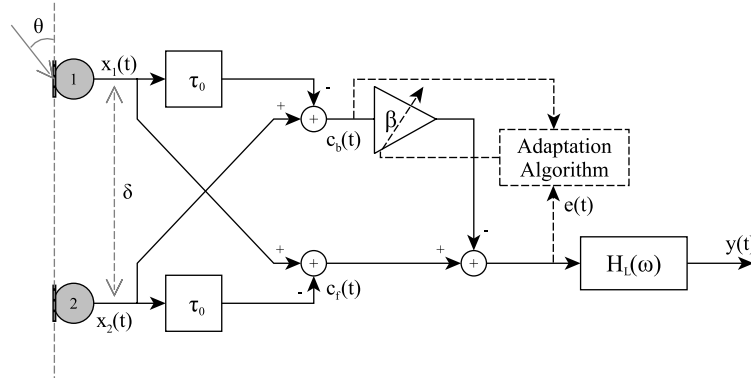 θ
1
x₁(t)
τ₀
-
+
+
c_b(t)
β
Adaptation
Algorithm
e(t)
δ
-
+
+
c_f(t)
-
+
+
H_L(ω)
y(t)
2
x₂(t)
τ₀